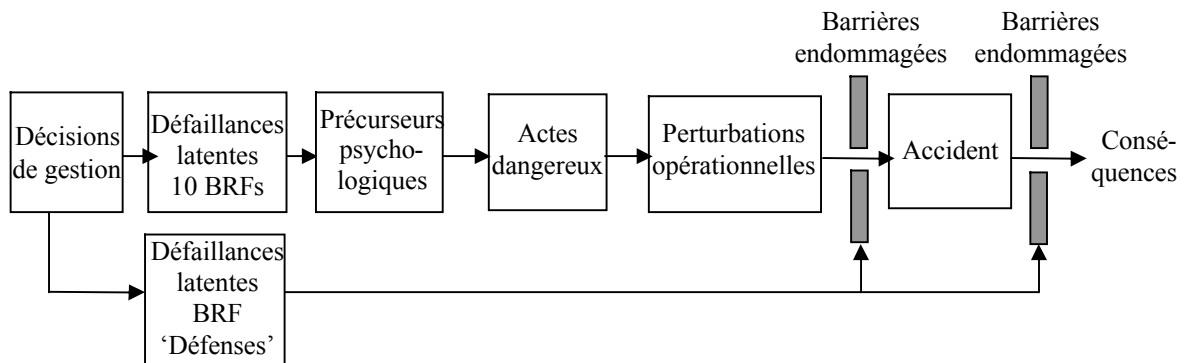 Barrières
endommagées
Barrières
endommagées
Décisions
de gestion
Défaillances
latentes
10 BRFs
Précurseurs
psycho-
logiques
Actes
dangereux
Perturbations
opérationnelles
Accident
Consé-
quences
Défaillances
latentes
BRF
‘Défenses’